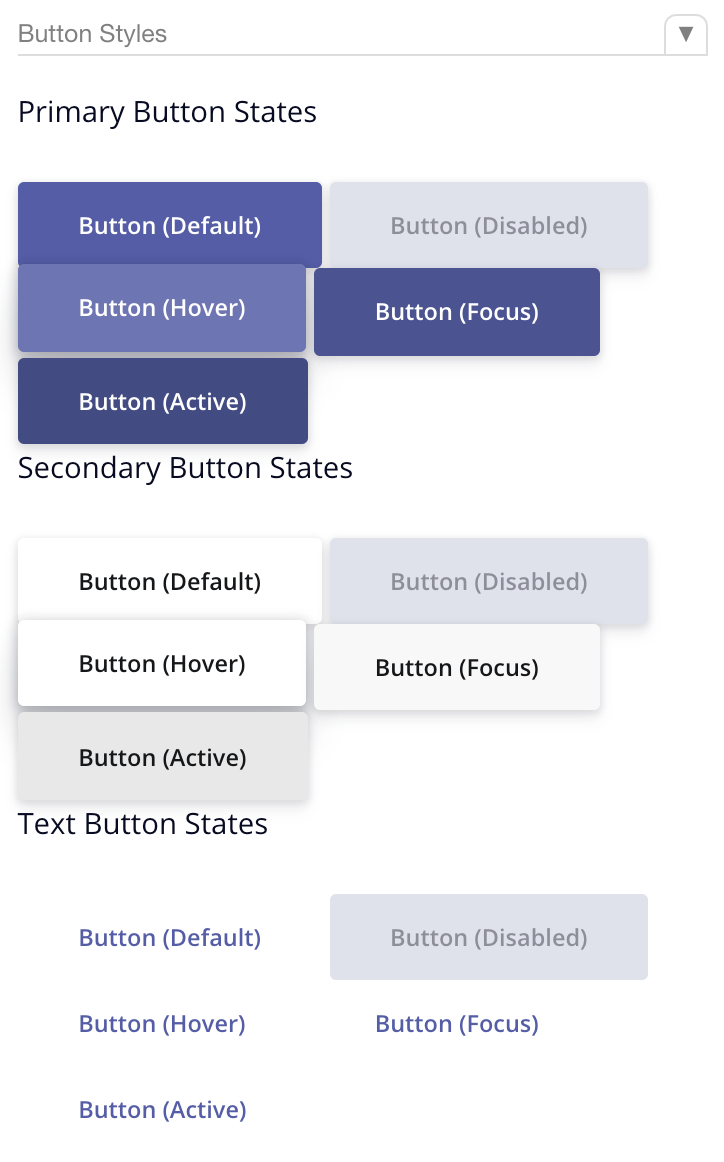 Button Styles
Primary Button States
Button (Default)
Button (Disabled)
Button (Hover)
Button (Focus)
Button (Active)
Secondary Button States
Button (Default)
Button (Disabled)
Button (Hover)
Button (Focus)
Button (Active)
Text Button States
Button (Default)
Button (Disabled)
Button (Hover)
Button (Focus)
Button (Active)